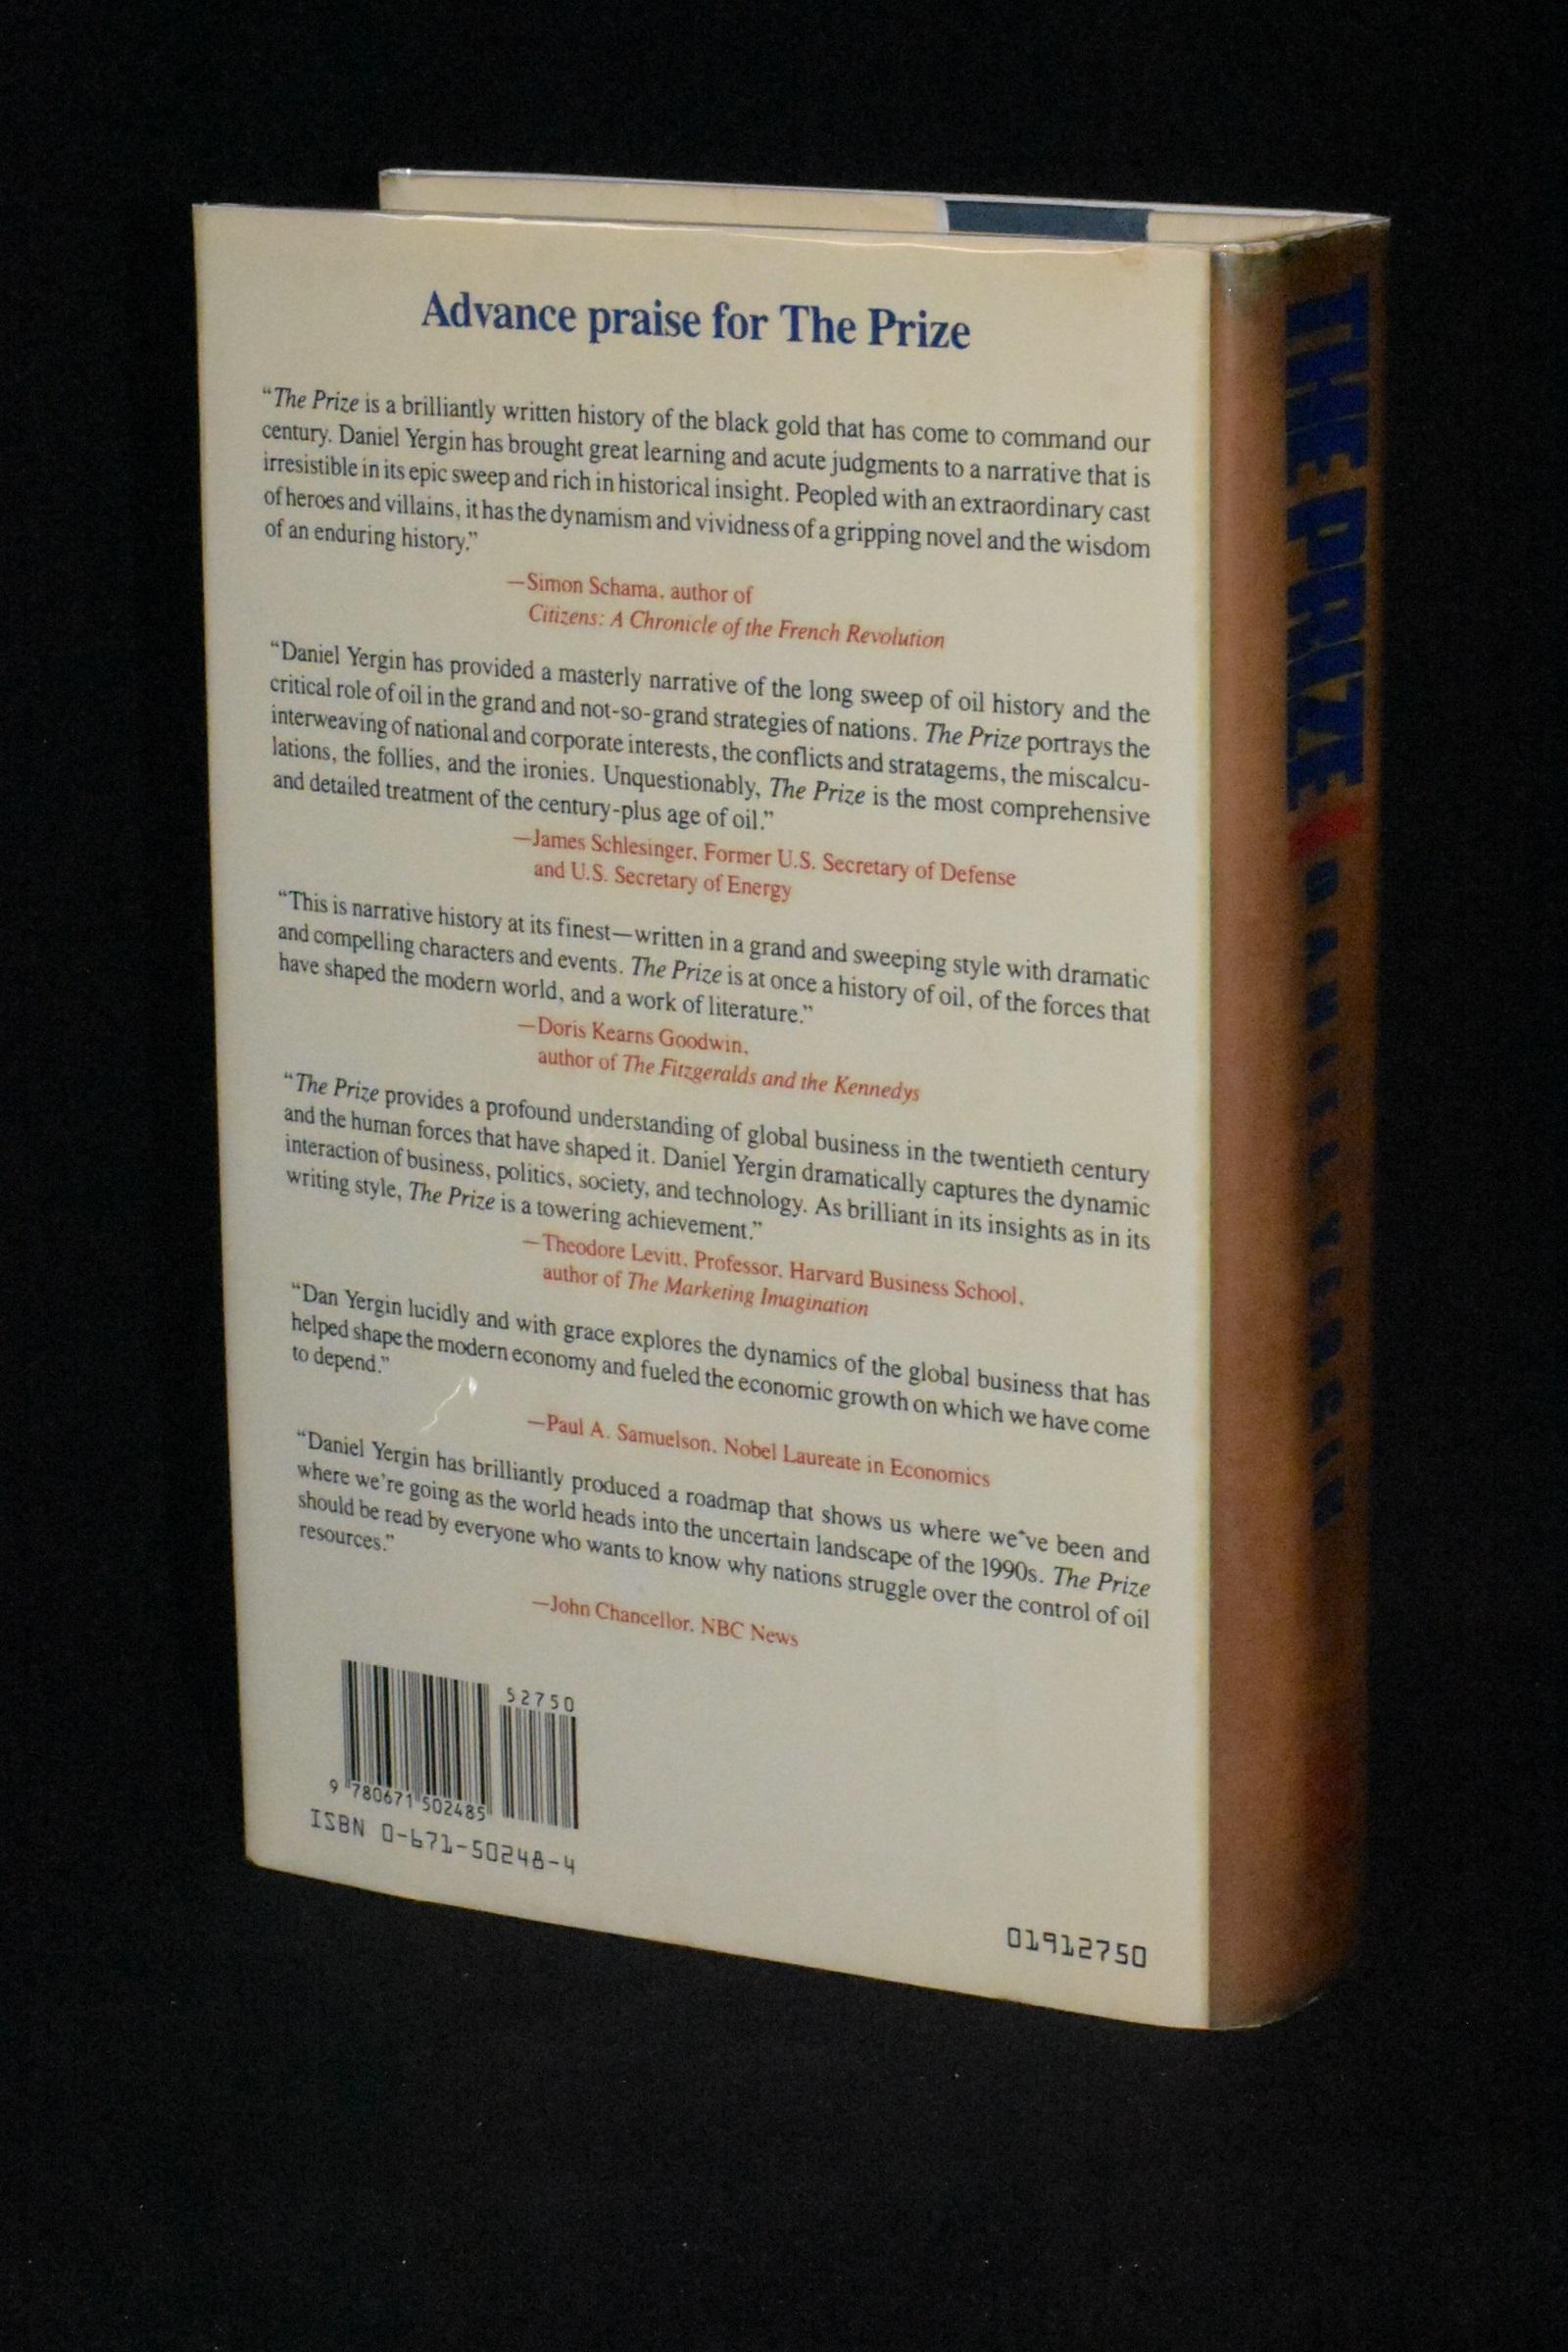 Advance praise for The Prize
“The Prize is a brilliantly written history of the black gold that has come to command our
century. Daniel Yergin has brought great learning and acute judgments to a narrative that is
irresistible in its epic sweep and rich in historical insight. Peopled with an extraordinary cast
of heroes and villains, it has the dynamism and vividness of a gripping novel and the wisdom
of an enduring history.”
—Simon Schama, author of
Citizens: A Chronicle of the French Revolution
“Daniel Yergin has provided a masterly narrative of the long sweep of oil history and the
critical role of oil in the grand and not-so-grand strategies of nations. The Prize portrays the
interweaving of national and corporate interests, the conflicts and stratagems, the miscalcu-
lations, the follies, and the ironies. Unquestionably, The Prize is the most comprehensive
and detailed treatment of the century-plus age of oil.”
—James Schlesinger, Former U.S. Secretary of Defense
and U.S. Secretary of Energy
“This is narrative history at its finest—written in a grand and sweeping style with dramatic
and compelling characters and events. The Prize is at once a history of oil, of the forces that
have shaped the modern world, and a work of literature.”
—Doris Kearns Goodwin,
author of The Fitzgeralds and the Kennedys
“The Prize provides a profound understanding of global business in the twentieth century
and the human forces that have shaped it. Daniel Yergin dramatically captures the dynamic
interaction of business, politics, society, and technology. As brilliant in its insights as in its
writing style, The Prize is a towering achievement.”
—Theodore Levitt, Professor, Harvard Business School,
author of The Marketing Imagination
“Dan Yergin lucidly and with grace explores the dynamics of the global business that has
helped shape the modern economy and fueled the economic growth on which we have come
to depend.”
—Paul A. Samuelson, Nobel Laureate in Economics
“Daniel Yergin has brilliantly produced a roadmap that shows us where we’ve been and
where we’re going as the world heads into the uncertain landscape of the 1990s. The Prize
should be read by everyone who wants to know why nations struggle over the control of oil
resources.”
—John Chancellor, NBC News
52750
9 780671 502485
ISBN 0-671-50248-4
01912750
THE PRIZE
DANIEL YERGIN